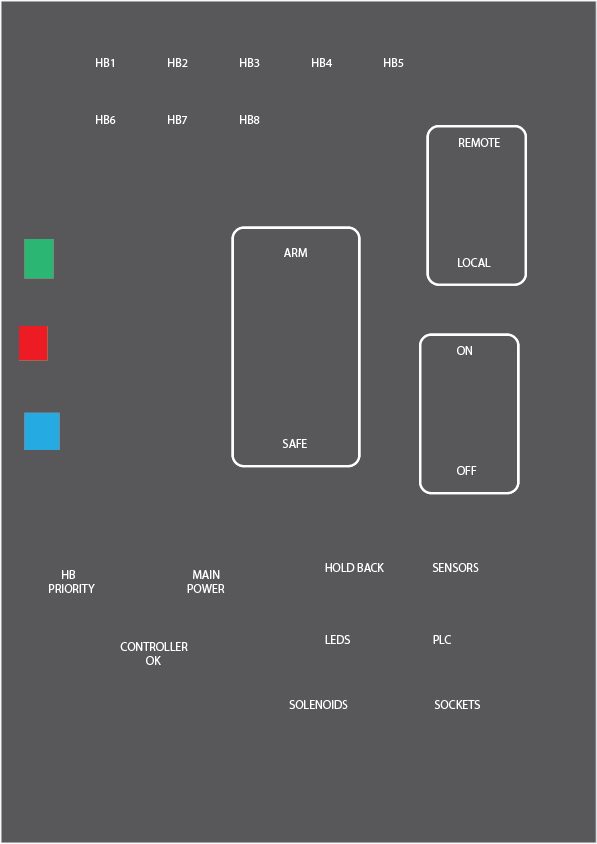 HB1 HB2 HB3 HB4 HB5
HB6 HB7 HB8
REMOTE
LOCAL
ARM
SAFE
ON
OFF
HB
PRIORITY
MAIN
POWER
HOLD BACK
SENSORS
CONTROLLER
OK
LEDS
PLC
SOLENOIDS
SOCKETS